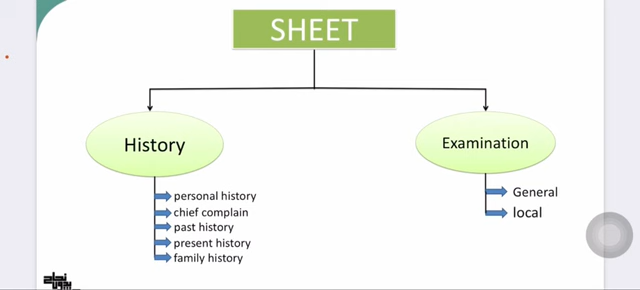 SHEET
History
Examination
personal history
chief complain
past history
present history
family history
General
local